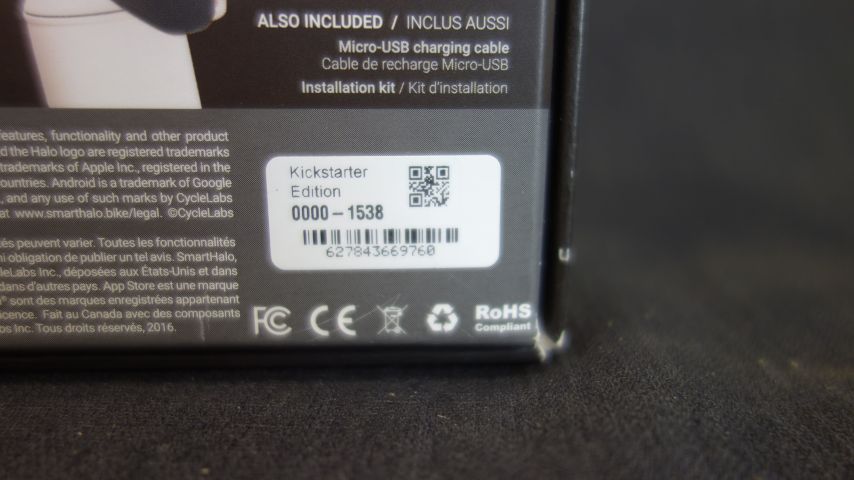 ALSO INCLUDED / INCLUS AUSSI
Micro-USB charging cable
Cable de recharge Micro-USB
Installation kit / Kit d'installation
features, functionality and other product
d the Halo logo are registered trademarks
trademarks of Apple Inc., registered in the
ountries. Android is a trademark of Google
, and any use of such marks by CycleLabs
at www.smarthalo.bike/legal. ©CycleLabs
tés peuvent varier. Toutes les fonctionnalités
ni obligation de publier un tel avis. SmartHalo,
leLabs Inc., déposées aux États-Unis et dans
dans d'autres pays. App Store est une marque
® sont des marques enregistrées appartenant
icence. Fait au Canada avec des composants
bs Inc. Tous droits réservés, 2016.
Kickstarter
Edition
0000-1538
627843669760
FC CE RoHS
Compliant